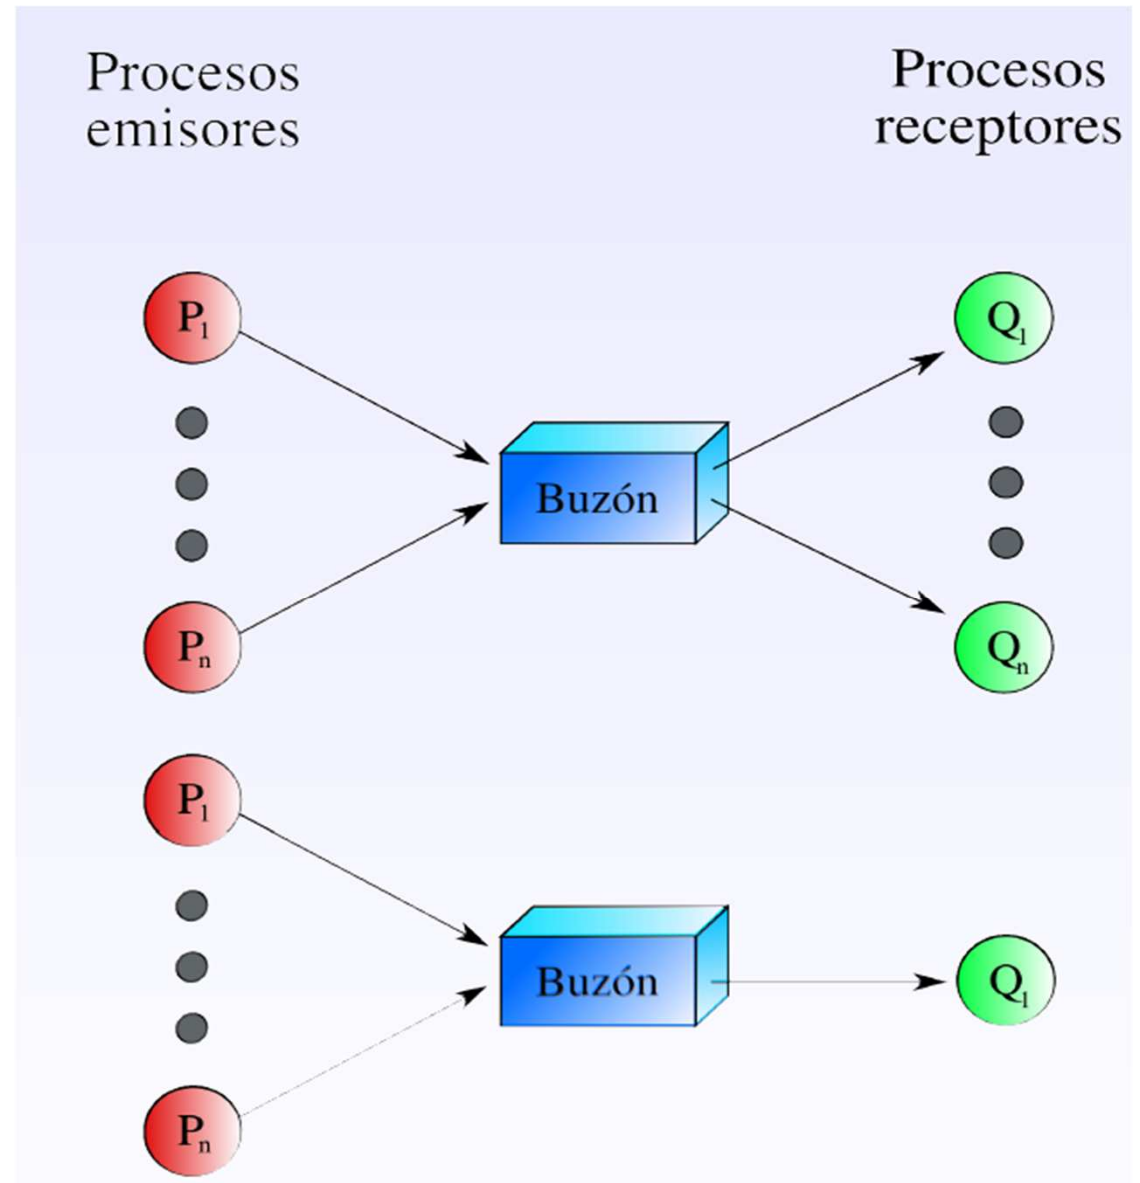 Procesos
emisores
Procesos
receptores
P1
Q1
Buzón
Pn
Qn
P1
Buzón
Q1
Pn